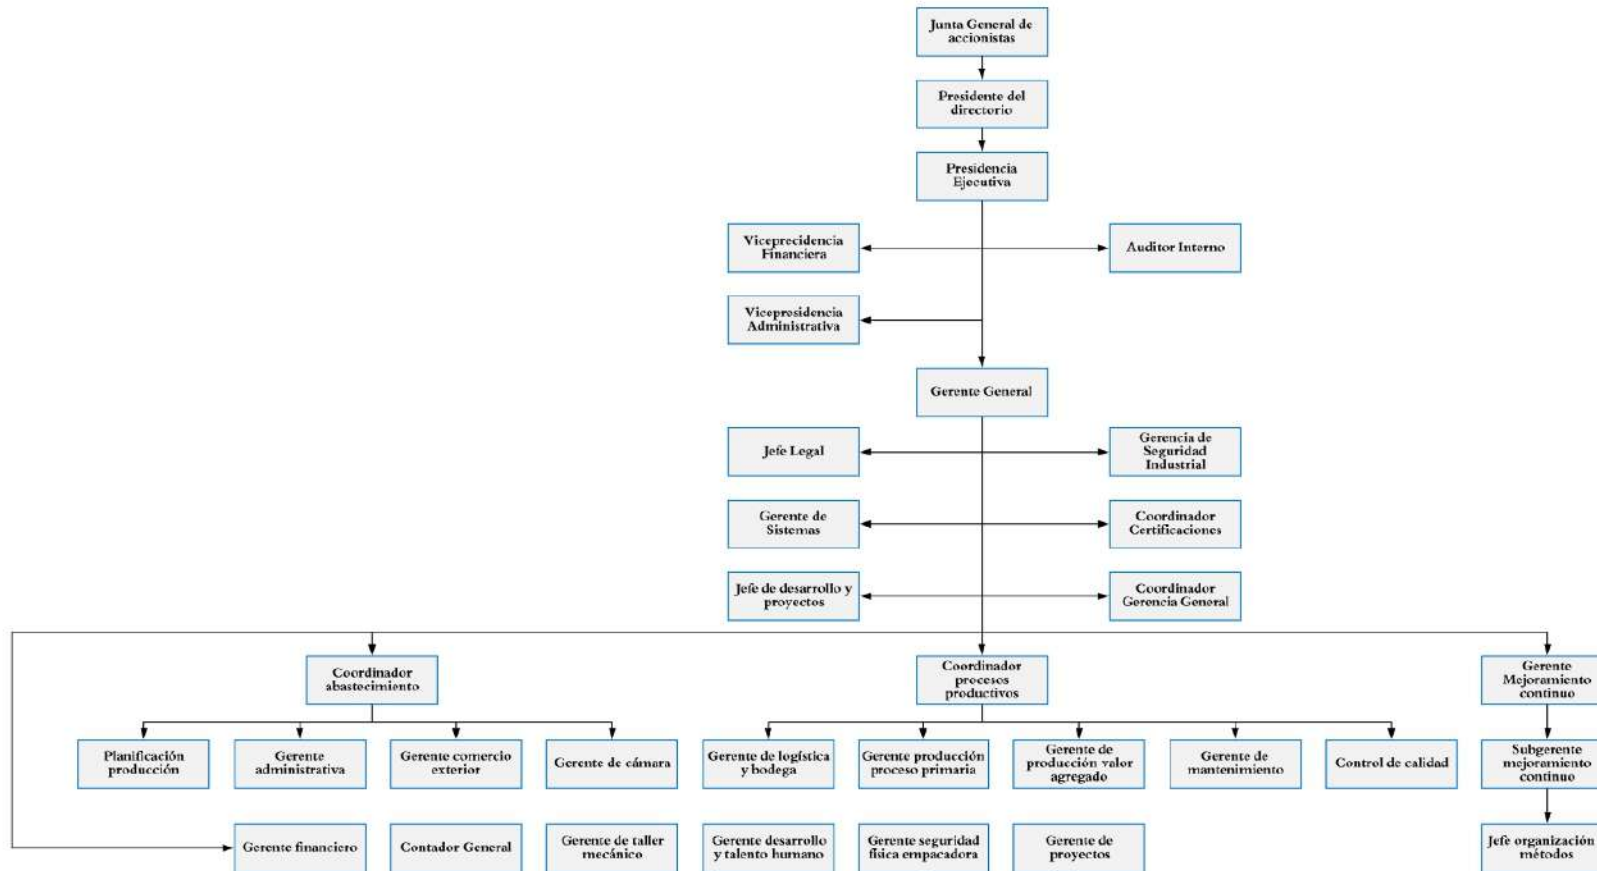 Junta General de
accionistas
Presidente del
directorio
Presidencia
Ejecutiva
Viceprecidencia
Financiera
Auditor Interno
Vicepresidencia
Administrativa
Gerente General
Jefe Legal
Gerencia de
Seguridad
Industrial
Gerente de
Sistemas
Coordinador
Certificaciones
Jefe de desarrollo y
proyectos
Coordinador
Gerencia General
Coordinador
abastecimiento
Coordinador
procesos
productivos
Gerente
Mejoramiento
continuo
Planificación
producción
Gerente
administrativa
Gerente comercio
exterior
Gerente de cámara
Gerente de logística
y bodega
Gerente producción
proceso primaria
Gerente de
producción valor
agregado
Gerente de
mantenimiento
Control de calidad
Subgerente
mejoramiento
continuo
Gerente financiero
Contador General
Gerente de taller
mecánico
Gerente desarrollo
y talento humano
Gerente seguridad
física empacadora
Gerente de
proyectos
Jefe organización
métodos